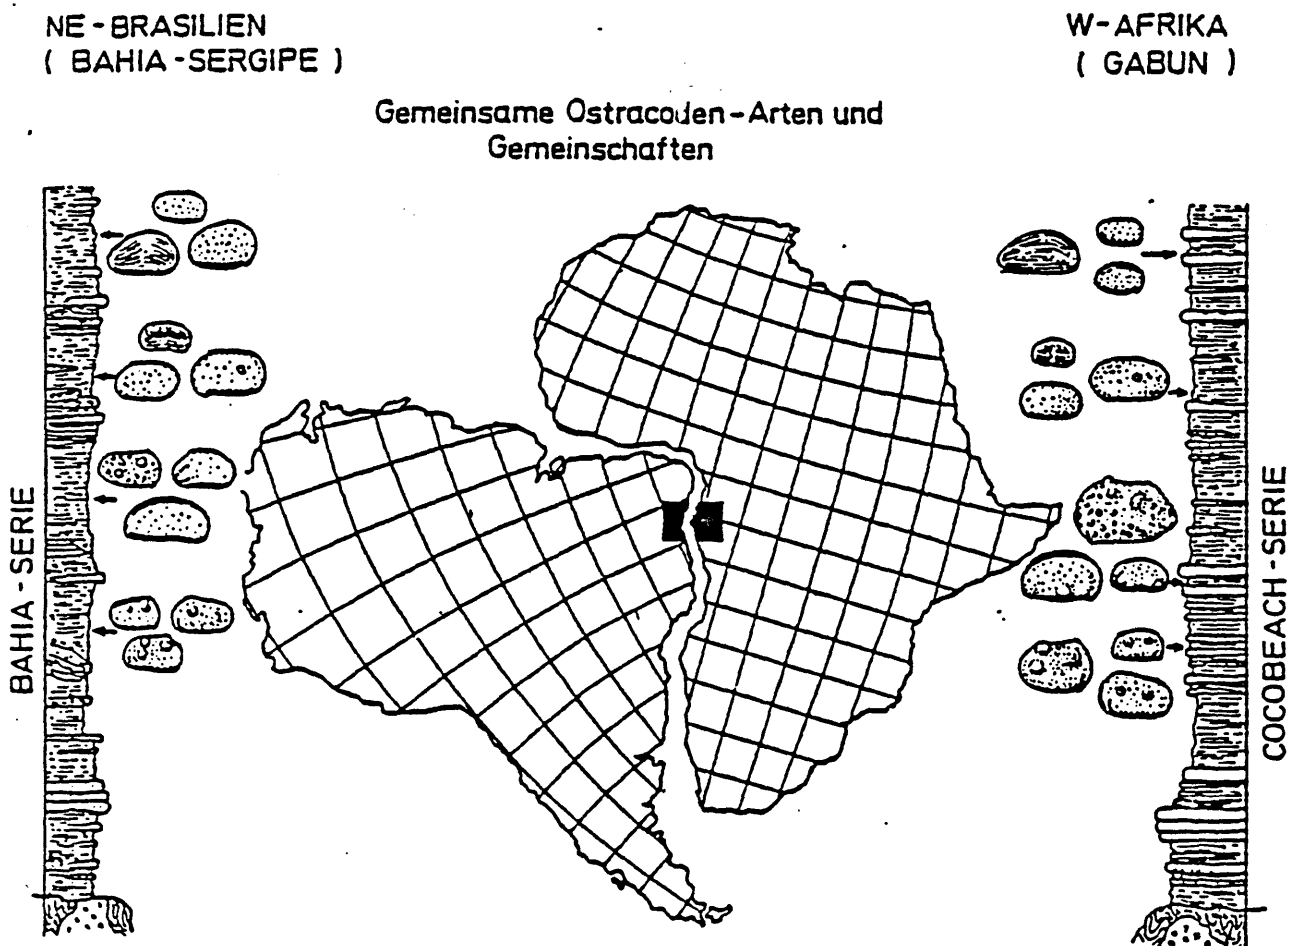 NE-BRASILIEN
( BAHIA-SERGIPE )
W-AFRIKA
( GABUN )
Gemeinsame Ostracoden-Arten und
Gemeinschaften
BAHIA-SERIE
COCOBEACH-SERIE